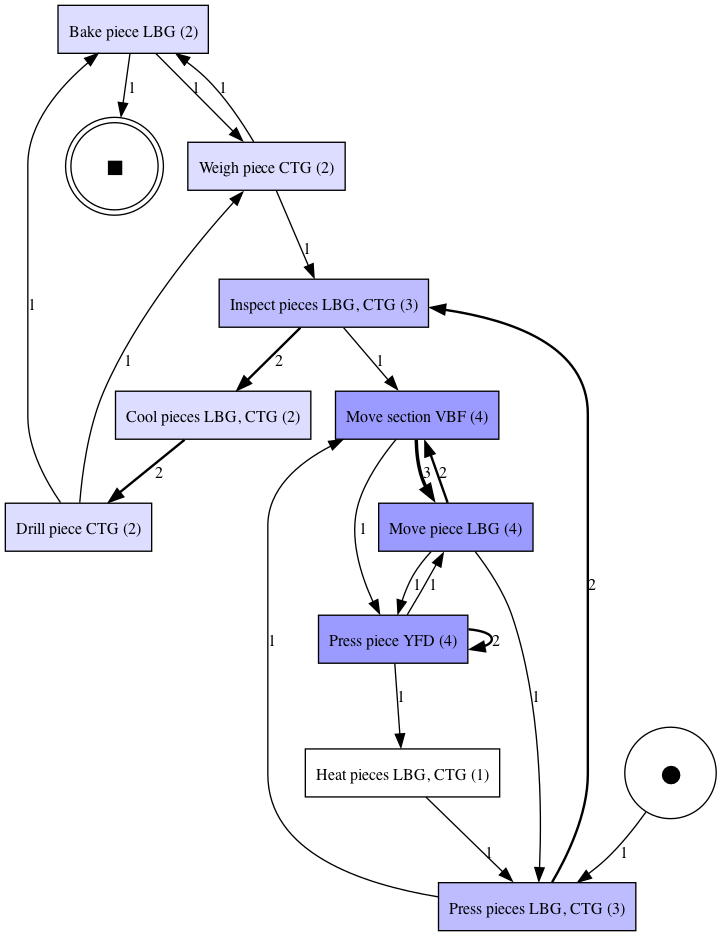 Bake piece LBG (2)
1
1
1
Weigh piece CTG (2)
1
Inspect pieces LBG, CTG (3)
1
1
2
1
Cool pieces LBG, CTG (2)
Move section VBF (4)
2
3
2
Drill piece CTG (2)
1
Move piece LBG (4)
1
1
2
1
Press piece YFD (4)
2
1
1
Heat pieces LBG, CTG (1)
1
1
Press pieces LBG, CTG (3)